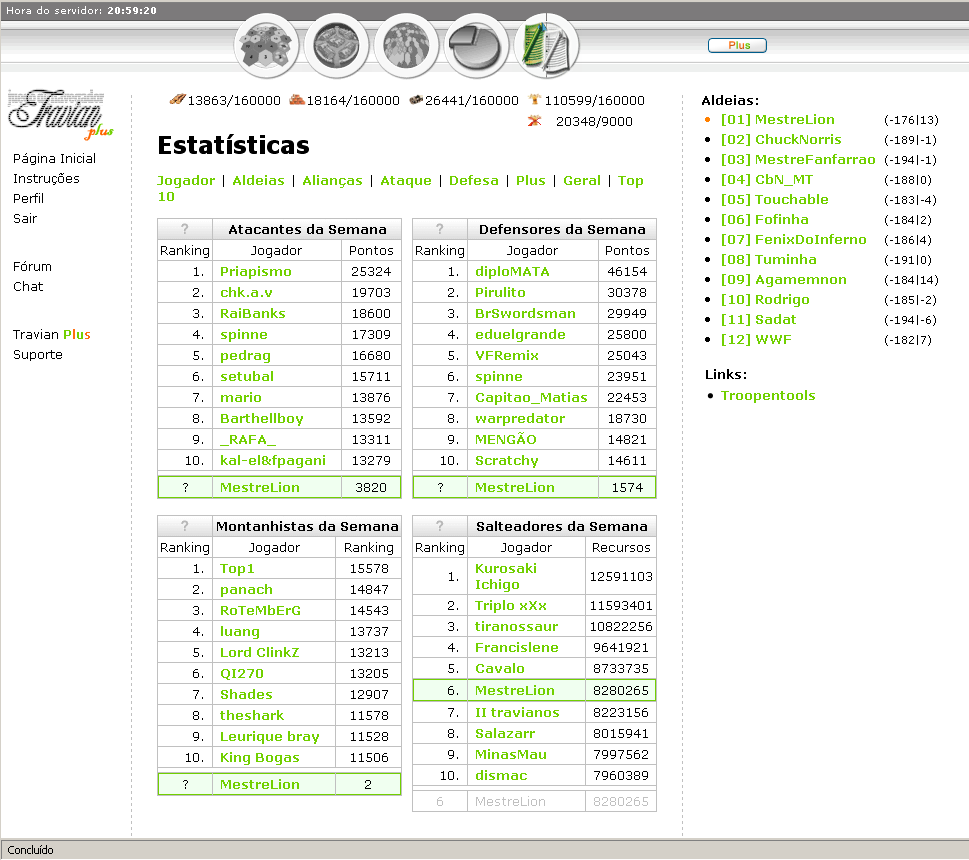 Hora do servidor: 20:59:20
Plus
Travian
plus
Página Inicial
Instruções
Perfil
Sair
Fórum
Chat
Travian Plus
Suporte
13863/160000 18164/160000 26441/160000 110599/160000
20348/9000
Estatísticas
Jogador | Aldeias | Alianças | Ataque | Defesa | Plus | Geral | Top
10
? Atacantes da Semana
Ranking Jogador Pontos
1. Priapismo 25324
2. chk.a.v 19703
3. RaiBanks 18600
4. spinne 17309
5. pedrag 16680
6. setubal 15711
7. mario 13876
8. Barthellboy 13592
9. _RAFA_ 13311
10. kal-el&fpagani 13279
? MestreLion 3820
? Defensores da Semana
Ranking Jogador Pontos
1. diploMATA 46154
2. Pirulito 30378
3. BrSwordsman 29949
4. eduelgrande 25800
5. VFRemix 25043
6. spinne 23951
7. Capitao_Matias 22453
8. warpredator 18730
9. MENGÃO 14821
10. Scratchy 14611
? MestreLion 1574
? Montanhistas da Semana
Ranking Jogador Ranking
1. Top1 15578
2. panach 14847
3. RoTeMbErG 14543
4. luang 13737
5. Lord ClinkZ 13213
6. QI270 13205
7. Shades 12907
8. theshark 11578
9. Leurique bray 11528
10. King Bogas 11506
? MestreLion 2
? Salteadores da Semana
Ranking Jogador Recursos
1. Kurosaki Ichigo 12591103
2. Triplo xXx 11593401
3. tiranossaur 10822256
4. Francislene 9641921
5. Cavalo 8733735
6. MestreLion 8280265
7. II travianos 8223156
8. Salazarr 8015941
9. MinasMau 7997562
10. dismac 7960389
6 MestreLion 8280265
Aldeias:
[01] MestreLion (-176|13)
[02] ChuckNorris (-189|-1)
[03] MestreFanfarrao (-194|-1)
[04] CbN_MT (-188|0)
[05] Touchable (-183|-4)
[06] Fofinha (-184|2)
[07] FenixDoInferno (-186|4)
[08] Tuminha (-191|0)
[09] Agamemnon (-184|14)
[10] Rodrigo (-185|-2)
[11] Sadat (-194|-6)
[12] WWF (-182|7)
Links:
Troopentools
Concluído